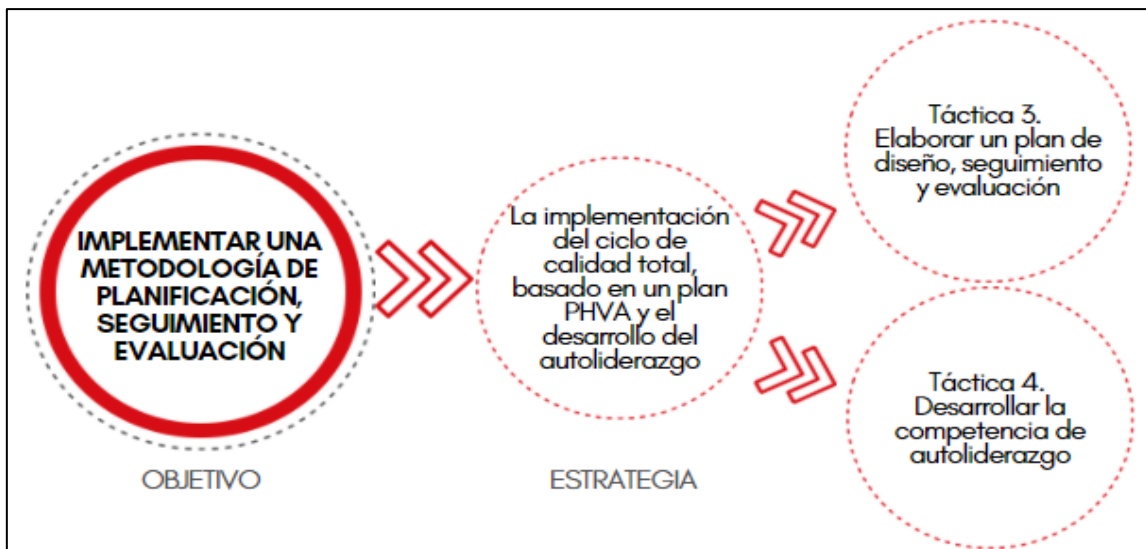 IMPLEMENTAR UNA
METODOLOGÍA DE
PLANIFICACIÓN,
SEGUIMIENTO Y
EVALUACIÓN
OBJETIVO
La implementación
del ciclo de
calidad total,
basado en un plan
PHVA y el
desarrollo del
autoliderazgo
ESTRATEGIA
Táctica 3.
Elaborar un plan de
diseño, seguimiento
y evaluación
Táctica 4.
Desarrollar la
competencia de
autoliderazgo